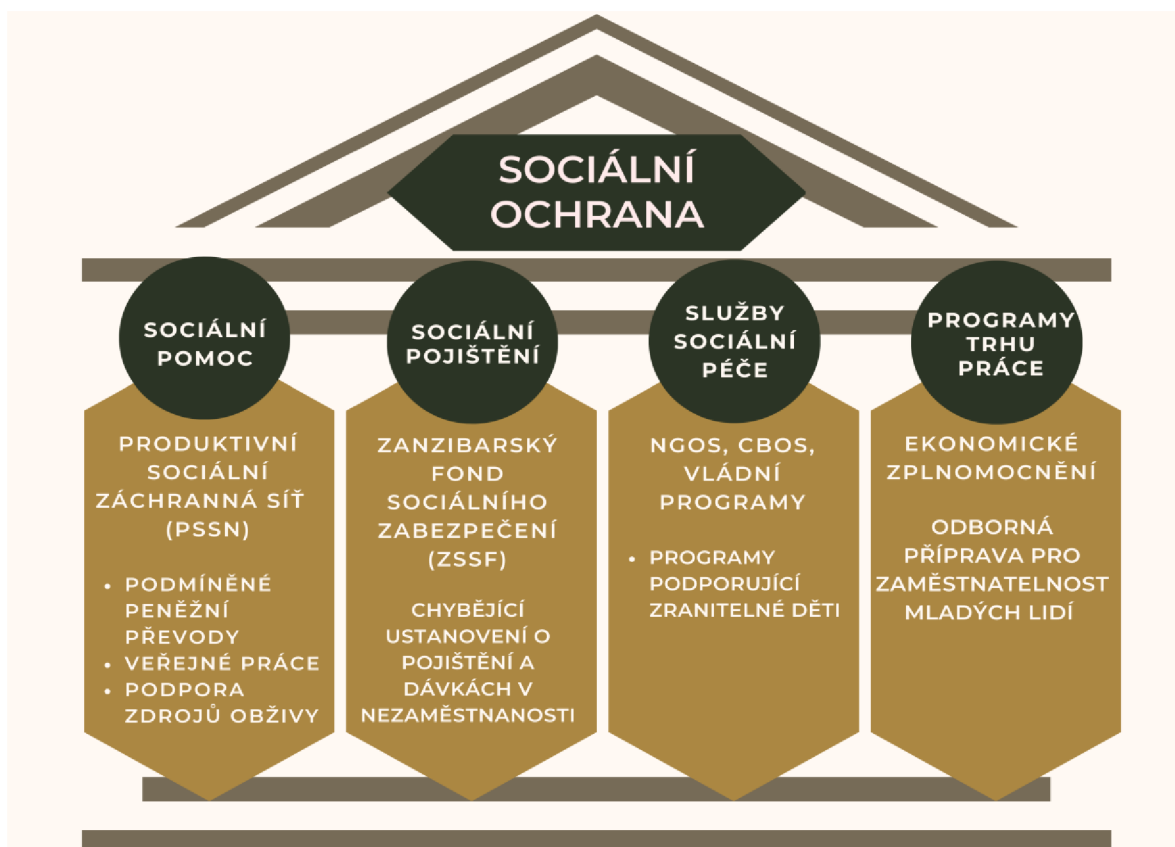 SOCIÁLNÍ
OCHRANA
SOCIÁLNÍ
POMOC
PRODUKTIVNÍ
SOCIÁLNÍ
ZÁCHRANNÁ SÍŤ
(PSSN)
• PODMÍNĚNÉ
PENĚŽNÍ
PŘEVODY
• VEŘEJNÉ PRÁCE
• PODPORA
ZDROJŮ OBŽIVY
SOCIÁLNÍ
POJIŠTĚNÍ
ZANZIBARSKÝ
FOND
SOCIÁLNÍHO
ZABEZPEČENÍ
(ZSSF)
CHYBĚJÍCÍ
USTANOVENÍ O
POJIŠTĚNÍ A
DÁVKÁCH V
NEZAMĚSTNANOSTI
SLUŽBY
SOCIÁLNÍ
PÉČE
NGOS, CBOS,
VLÁDNÍ
PROGRAMY
• PROGRAMY
PODPORUJÍCÍ
ZRANITELNÉ DĚTI
PROGRAMY
TRHU
PRÁCE
EKONOMICKÉ
ZPLNOMOCNĚNÍ
ODBORNÁ
PŘÍPRAVA PRO
ZAMĚSTNATELNOST
MLADÝCH LIDÍ